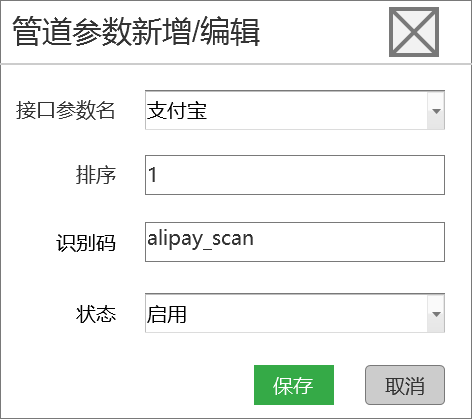 管道参数新增/编辑
接口参数名 支付宝
排序 1
识别码 alipay_scan
状态 启用
保存 取消